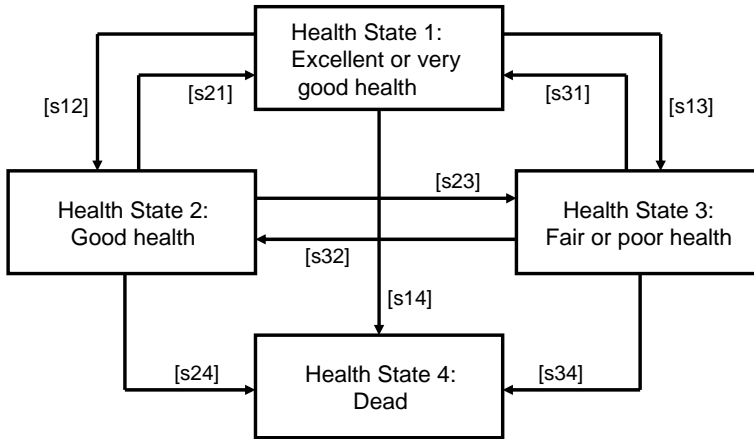 Health State 1:
Excellent or very
good health
[s12]
[s21]
[s31]
[s13]
[s23]
Health State 2:
Good health
Health State 3:
Fair or poor health
[s32]
[s14]
[s24]
[s34]
Health State 4:
Dead